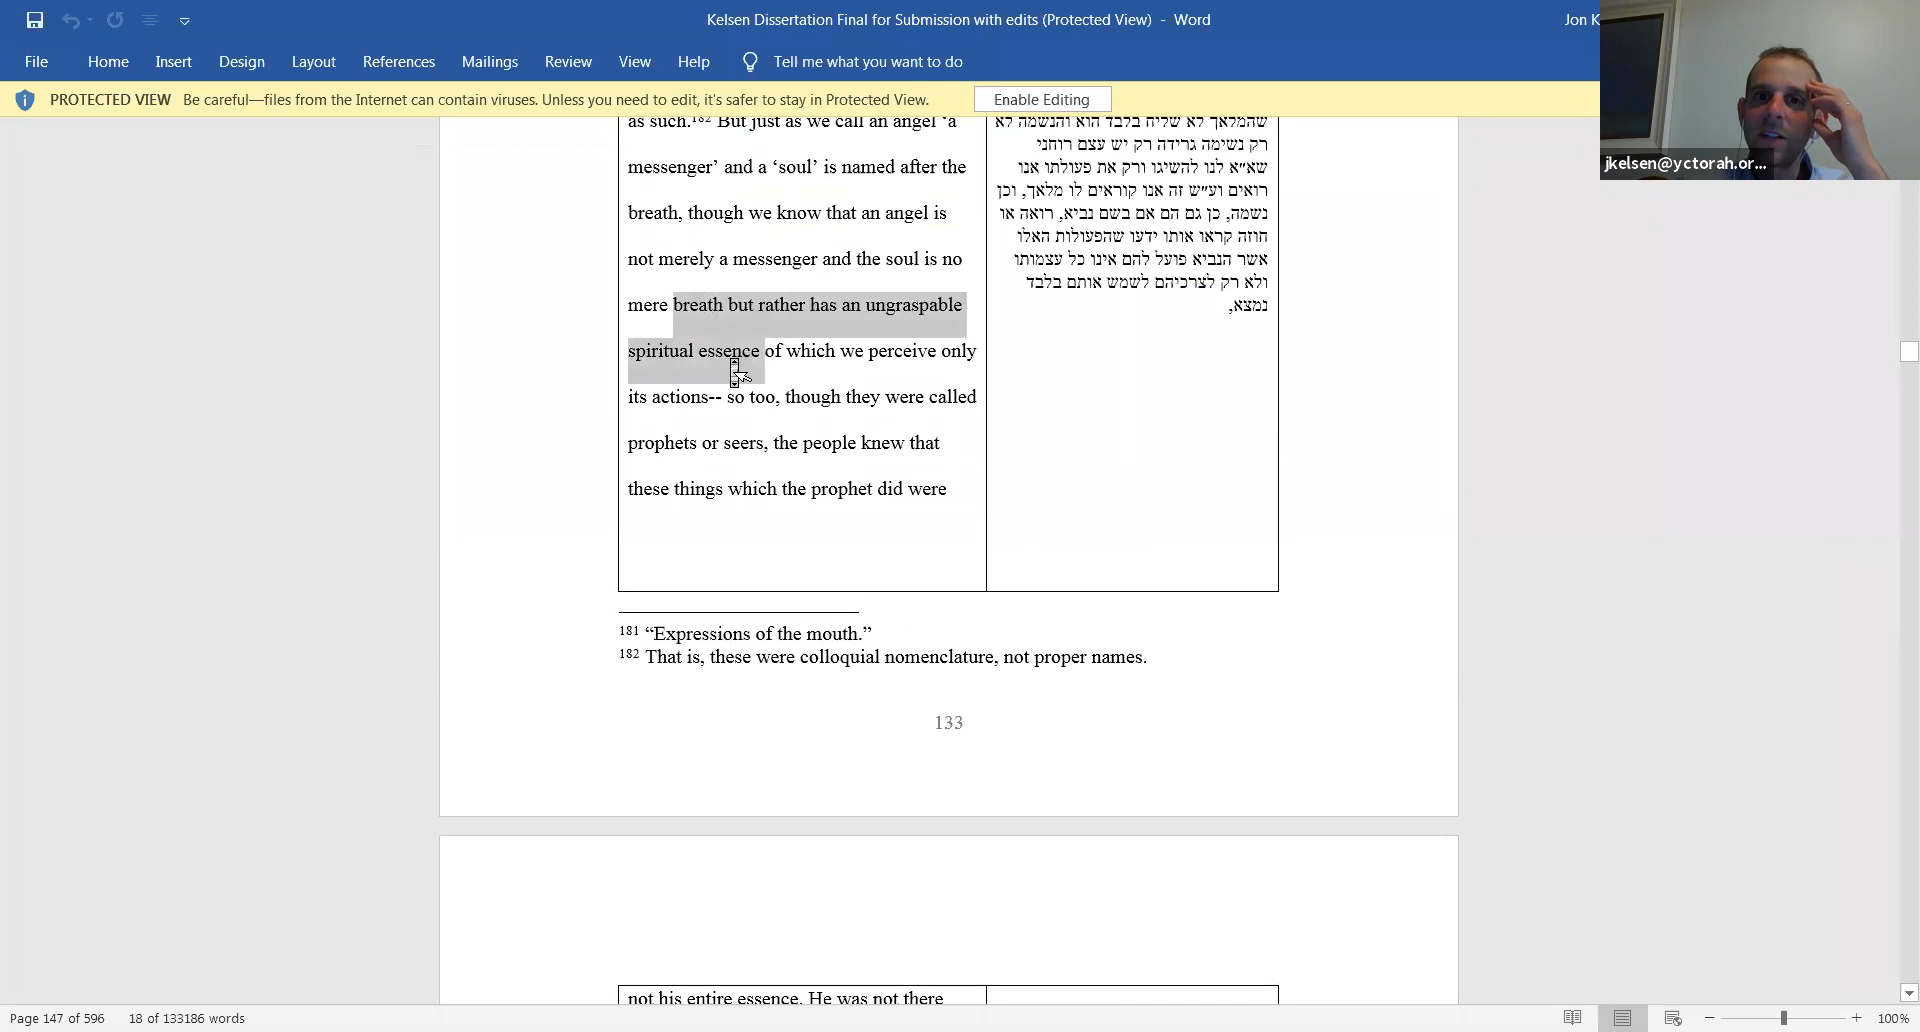 Kelsen Dissertation Final for Submission with edits (Protected View) - Word
Jon K
File Home Insert Design Layout References Mailings Review View Help Tell me what you want to do
PROTECTED VIEW Be careful—files from the Internet can contain viruses. Unless you need to edit, it's safer to stay in Protected View. Enable Editing
jkelsen@yctorah.or...
as such.182 But just as we call an angel ‘a
messenger’ and a ‘soul’ is named after the
breath, though we know that an angel is
not merely a messenger and the soul is no
mere breath but rather has an ungraspable
spiritual essence of which we perceive only
its actions-- so too, though they were called
prophets or seers, the people knew that
these things which the prophet did were
שהמלאך לא שליח בלבד הוא והנשמה לא
רק נשימה גרידה רק יש עצם רוחני
שא״א לנו להשיגו ורק את פעולתו אנו
רואים וע״ש זה אנו קוראים לו מלאך, וכן
נשמה, כן גם הם אם בשם נביא, רואה או
חוזה קראו אותו ידעו שהפעולות האלו
אשר הנביא פועל להם אינו כל עצמותו
ולא רק לצרכיהם לשמש אותם בלבד
נמצא,
181 “Expressions of the mouth.”
182 That is, these were colloquial nomenclature, not proper names.
133
not his entire essence. He was not there
Page 147 of 596 18 of 133186 words
100%